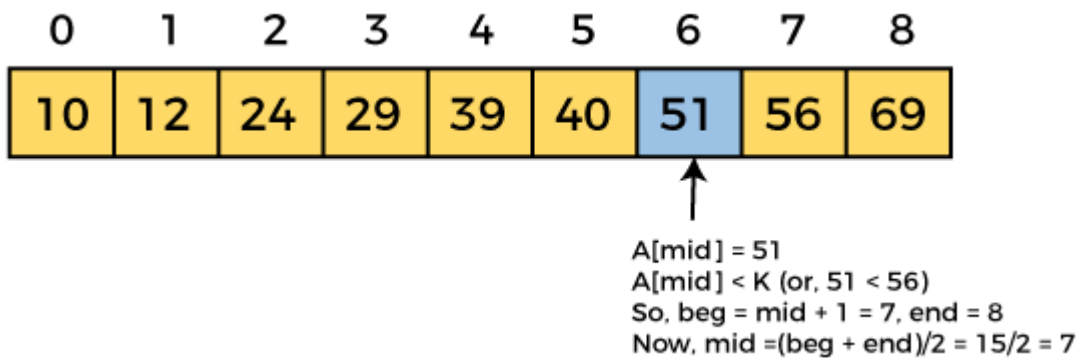 0 1 2 3 4 5 6 7 8
10 12 24 29 39 40 51 56 69
A[mid] = 51
A[mid] < K (or, 51 < 56)
So, beg = mid + 1 = 7, end = 8
Now, mid =(beg + end)/2 = 15/2 = 7